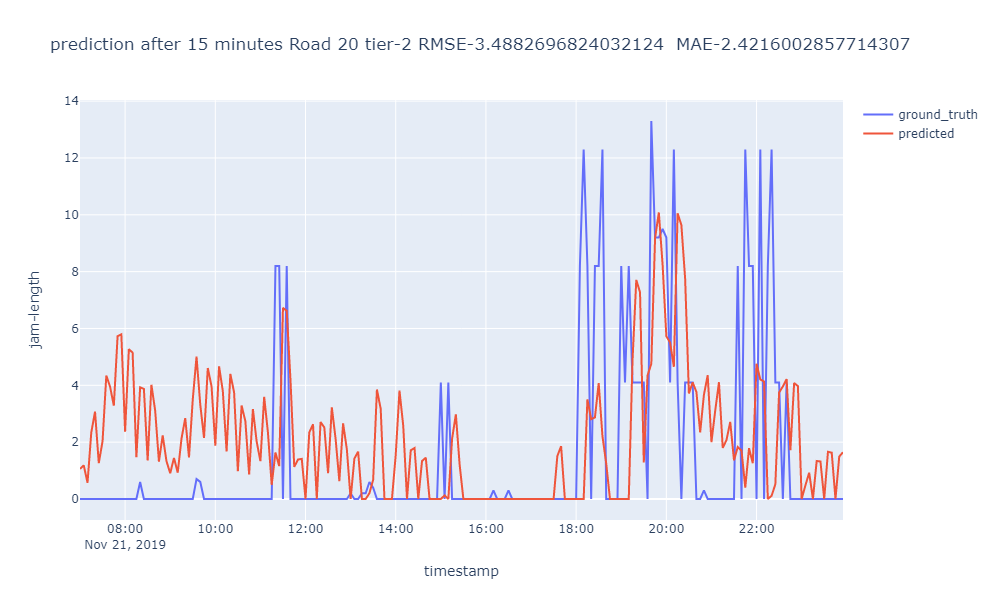 prediction after 15 minutes Road 20 tier-2 RMSE-3.4882696824032124 MAE-2.4216002857714307
ground_truth
predicted
14
12
10
8
6
4
2
0
jam-length
08:00 10:00 12:00 14:00 16:00 18:00 20:00 22:00
Nov 21, 2019
timestamp